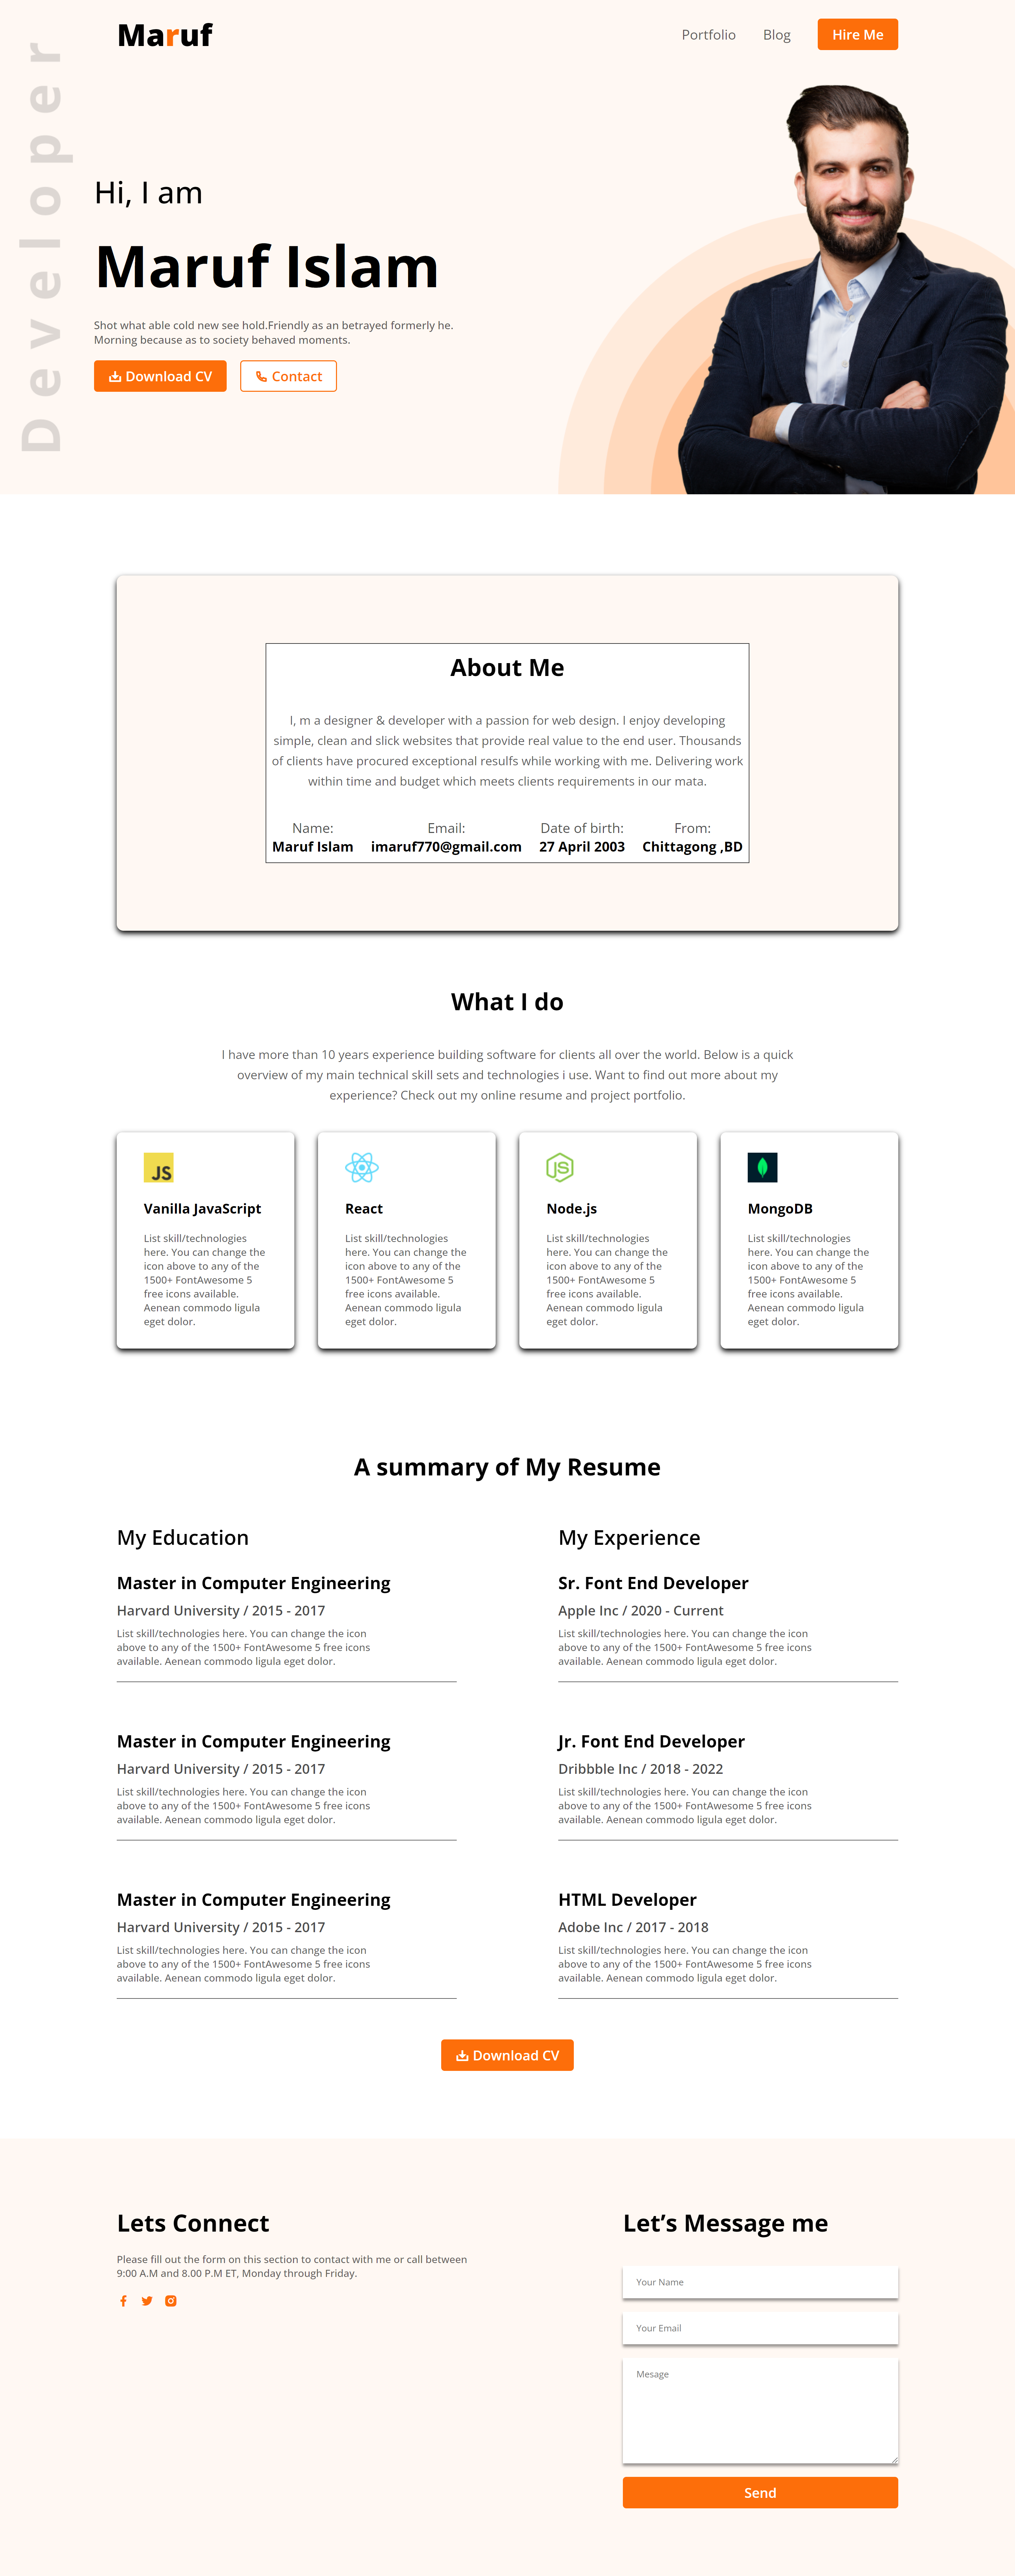 Maruf
Portfolio
Blog
Hire Me
Developer
Hi, I am
Maruf Islam
Shot what able cold new see hold.Friendly as an betrayed formerly he.
Morning because as to society behaved moments.
Download CV
Contact
About Me
I, m a designer & developer with a passion for web design. I enjoy developing
simple, clean and slick websites that provide real value to the end user. Thousands
of clients have procured exceptional resulfs while working with me. Delivering work
within time and budget which meets clients requirements in our mata.
Name:
Maruf Islam
Email:
imaruf770@gmail.com
Date of birth:
27 April 2003
From:
Chittagong ,BD
What I do
I have more than 10 years experience building software for clients all over the world. Below is a quick
overview of my main technical skill sets and technologies i use. Want to find out more about my
experience? Check out my online resume and project portfolio.
JS
Vanilla JavaScript
List skill/technologies
here. You can change the
icon above to any of the
1500+ FontAwesome 5
free icons available.
Aenean commodo ligula
eget dolor.
React
List skill/technologies
here. You can change the
icon above to any of the
1500+ FontAwesome 5
free icons available.
Aenean commodo ligula
eget dolor.
JS
Node.js
List skill/technologies
here. You can change the
icon above to any of the
1500+ FontAwesome 5
free icons available.
Aenean commodo ligula
eget dolor.
MongoDB
List skill/technologies
here. You can change the
icon above to any of the
1500+ FontAwesome 5
free icons available.
Aenean commodo ligula
eget dolor.
A summary of My Resume
My Education
Master in Computer Engineering
Harvard University / 2015 - 2017
List skill/technologies here. You can change the icon
above to any of the 1500+ FontAwesome 5 free icons
available. Aenean commodo ligula eget dolor.
Master in Computer Engineering
Harvard University / 2015 - 2017
List skill/technologies here. You can change the icon
above to any of the 1500+ FontAwesome 5 free icons
available. Aenean commodo ligula eget dolor.
Master in Computer Engineering
Harvard University / 2015 - 2017
List skill/technologies here. You can change the icon
above to any of the 1500+ FontAwesome 5 free icons
available. Aenean commodo ligula eget dolor.
My Experience
Sr. Font End Developer
Apple Inc / 2020 - Current
List skill/technologies here. You can change the icon
above to any of the 1500+ FontAwesome 5 free icons
available. Aenean commodo ligula eget dolor.
Jr. Font End Developer
Dribbble Inc / 2018 - 2022
List skill/technologies here. You can change the icon
above to any of the 1500+ FontAwesome 5 free icons
available. Aenean commodo ligula eget dolor.
HTML Developer
Adobe Inc / 2017 - 2018
List skill/technologies here. You can change the icon
above to any of the 1500+ FontAwesome 5 free icons
available. Aenean commodo ligula eget dolor.
Download CV
Lets Connect
Please fill out the form on this section to contact with me or call between
9:00 A.M and 8.00 P.M ET, Monday through Friday.
Let’s Message me
Your Name
Your Email
Mesage
Send